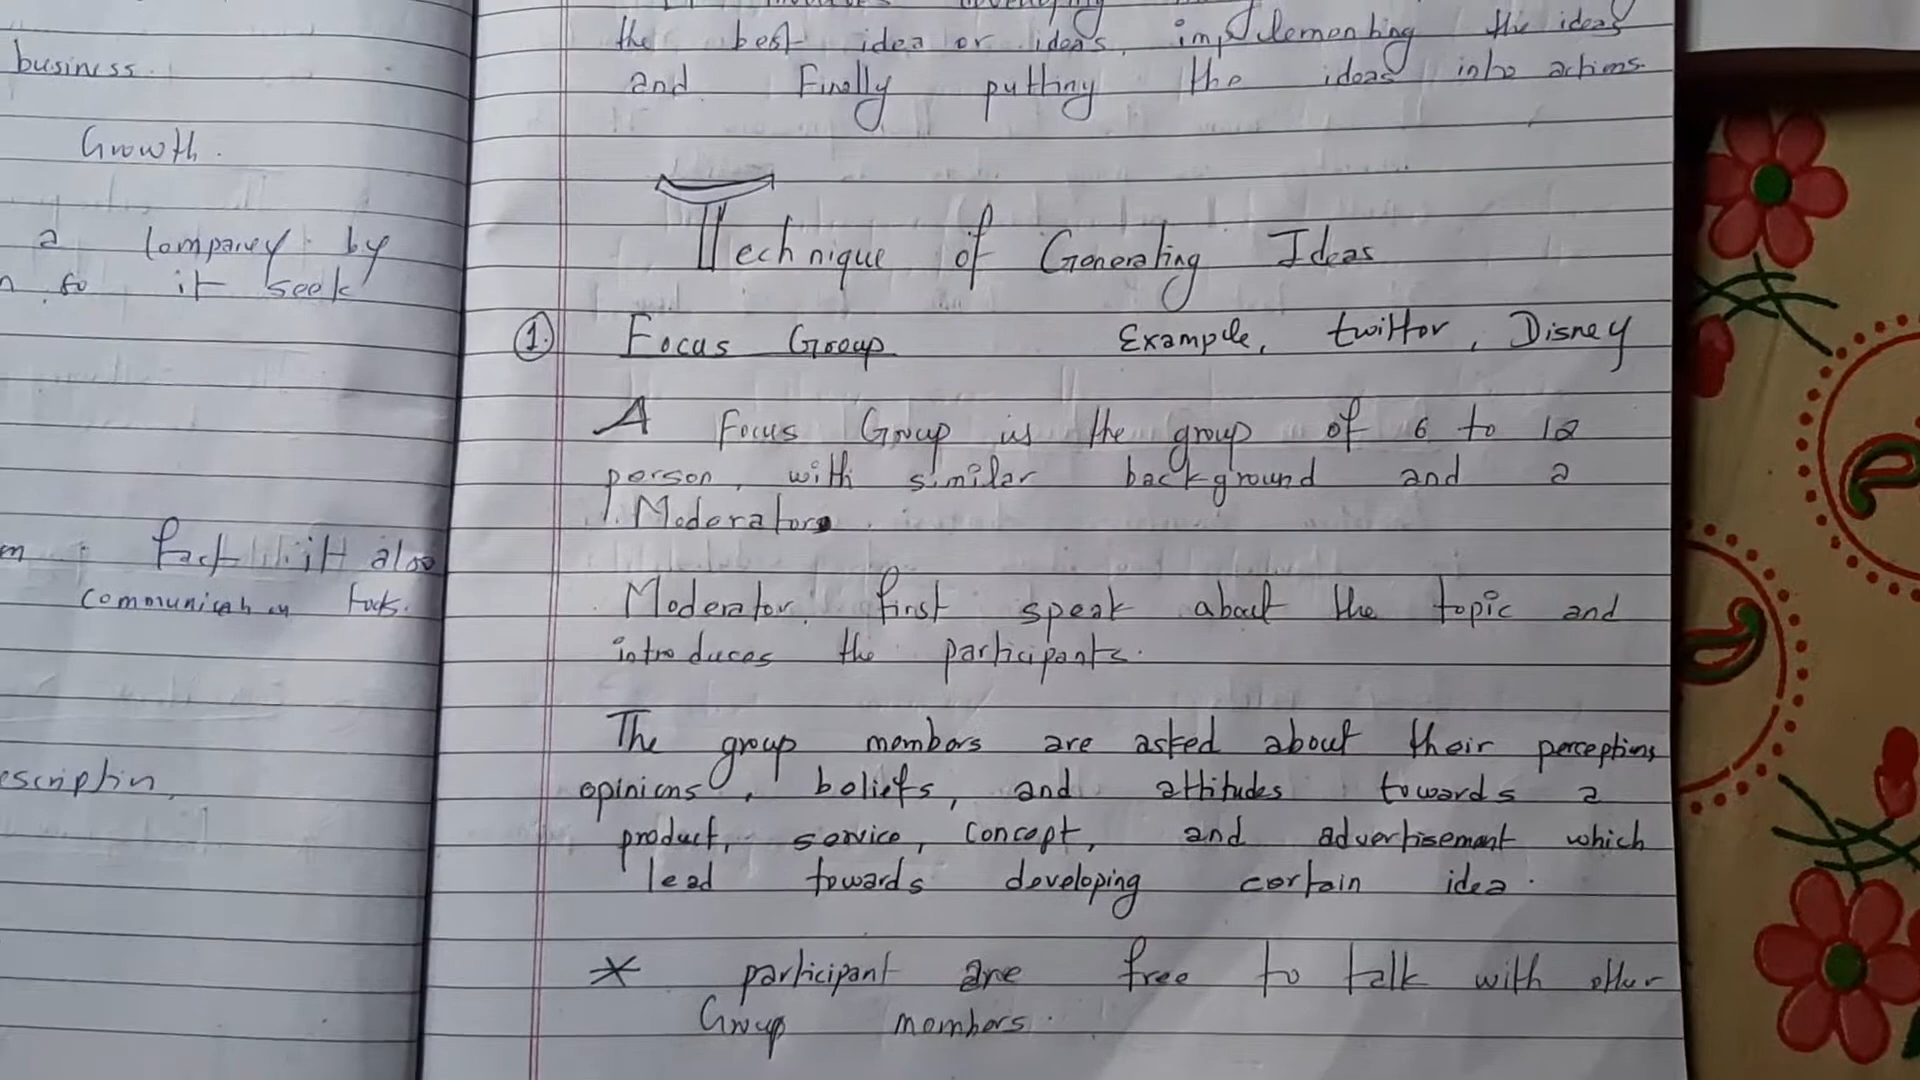 business.
Growth.
a company by
so it seek
fact it also
communication tools.
the best idea or ideas, implementing the ideas
and Finally putting the ideas into actions.
Technique of Generating Ideas
1. Focus Group Example, twitter, Disney
A Focus Group is the group of 6 to 12
person, with similar background and a
Moderator.
Moderator first speak about the topic and
introduces the participants.
The group members are asked about their perceptions
opinions, beliefs, and attitudes towards a
product, service, concept, and advertisement which
lead towards developing certain idea.
* participant are free to talk with other
Group members.